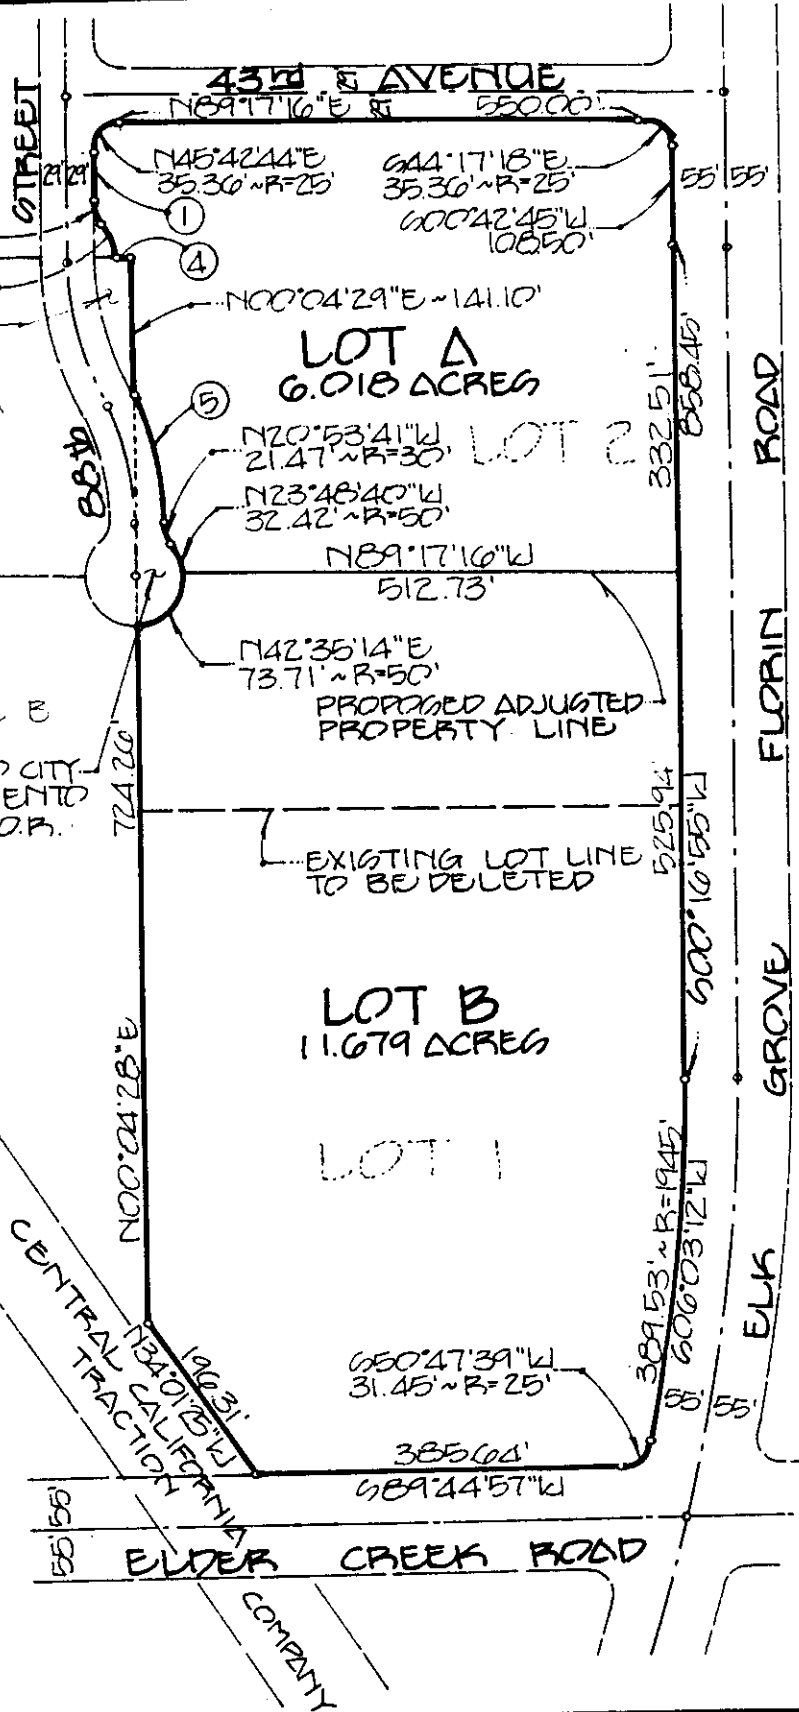 43rd AVENUE
N89°17'16"E 550.00'
STREET
29' 29'
N45°42'44"E
35.36'~R=25'
S44°17'18"E
35.36'~R=25'
55' 55'
1
S00°42'45"W
108.50'
4
N00°04'29"E~141.10'
LOT A
6.018 ACRES
332.51'
858.45'
ROAD
5
88th
N20°53'41"W
21.47'~R=30'
LOT 2
N23°48'40"W
32.42'~R=50'
N89°17'16"W
512.73'
FLORIN
N42°35'14"E
73.71'~R=50'
PROPOSED ADJUSTED
PROPERTY LINE
E
CITY
ENTO
O.R.
724.26'
525.94'
S00°16'55"W
EXISTING LOT LINE
TO BE DELETED
GROVE
LOT B
11.679 ACRES
N00°04'28"E
LOT 1
389.53'~R=1945'
S06°03'12"W
ELK
CENTRAL CALIFORNIA
TRACTION
COMPANY
N34°01'25"W
196.31'
S50°47'39"W
31.45'~R=25'
55' 55'
385.64'
S89°44'57"W
55' 55'
ELDER CREEK ROAD